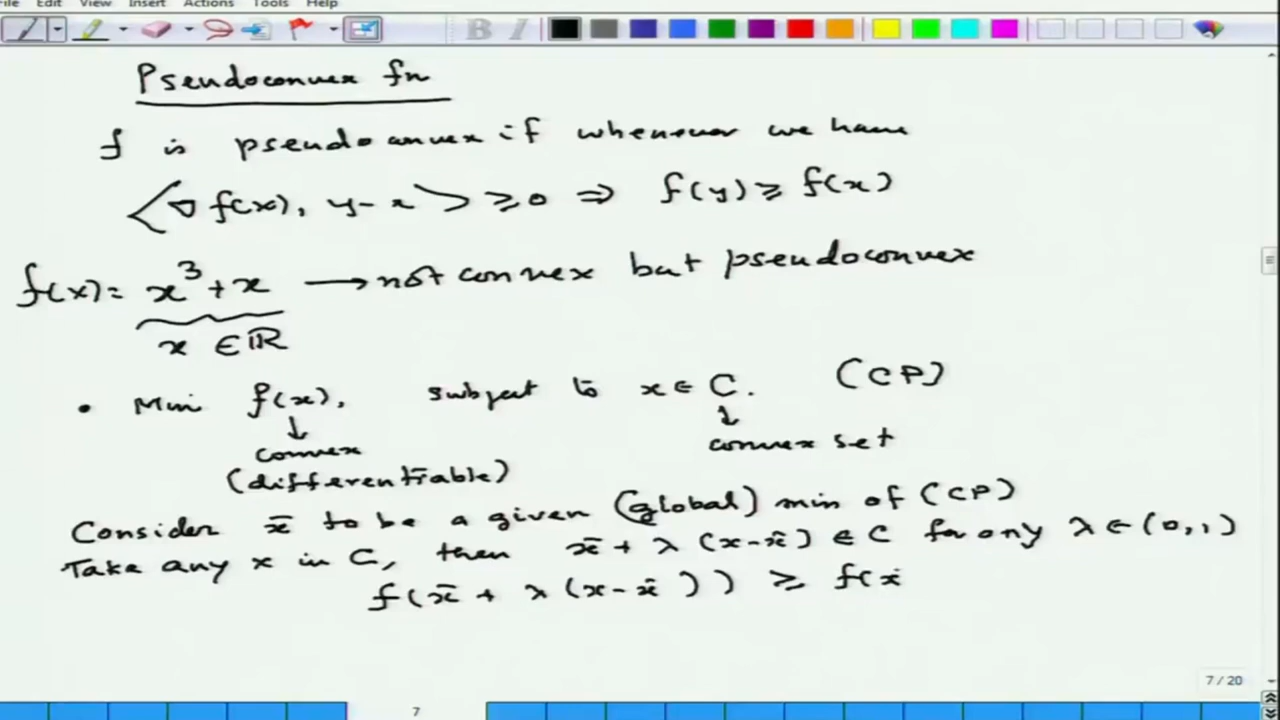 File Edit View Insert Actions Tools Help
B I
Pseudoconvex fn
f is pseudoconvex if whenever we have
⟨∇f(x), y-x⟩ ≥ 0 ⇒ f(y) ≥ f(x)
f(x) = x³+x → not convex but pseudoconvex
x ∈ ℝ
• Min f(x), subject to x ∈ C. (CP)
↓ ↓
convex convex set
(differentiable)
Consider x̄ to be a given (global) min of (CP)
Take any x in C, then x̄ + λ(x-x̄) ∈ C for any λ ∈ (0,1)
f(x̄ + λ(x-x̄)) ≥ f(x
7 / 20
7